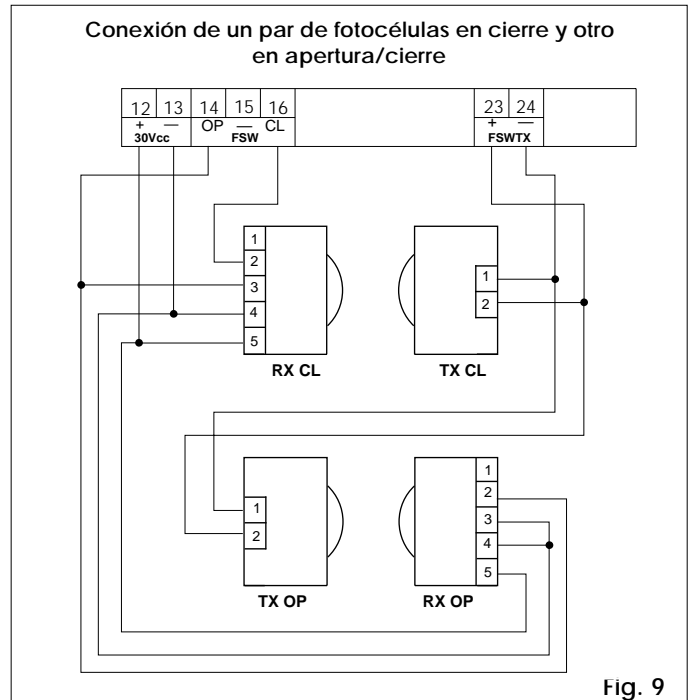 Conexión de un par de fotocélulas en cierre y otro
en apertura/cierre
12 13 14 15 16 23 24
+ — OP — CL + —
30Vcc FSW FSWTX
1
2
3
4
5
RX CL
1
2
TX CL
1
2
TX OP
1
2
3
4
5
RX OP
Fig. 9